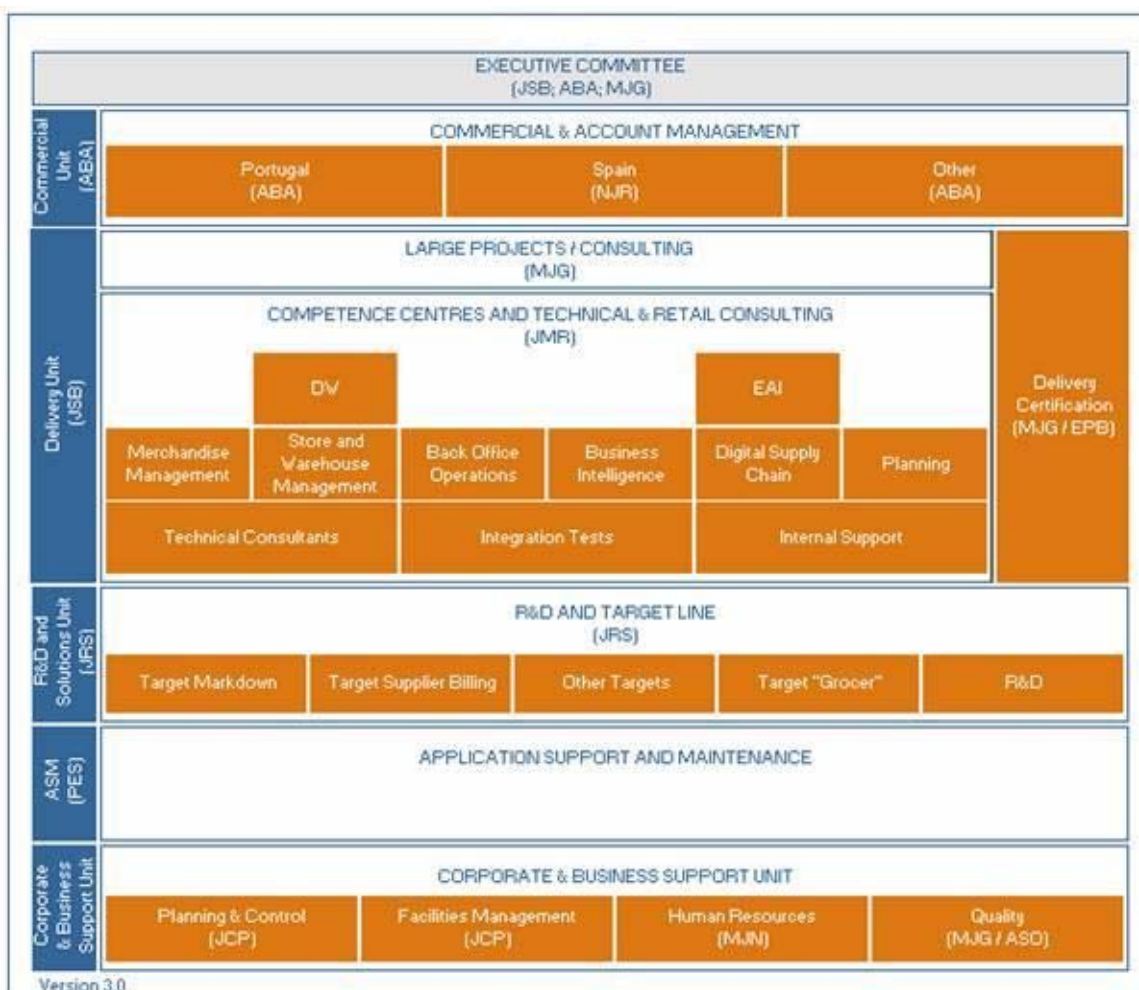 EXECUTIVE COMMITTEE
(JSB; ABA; MJG)
Commercial
Unit
(ABA)
COMMERCIAL & ACCOUNT MANAGEMENT
Portugal
(ABA)
Spain
(NJR)
Other
(ABA)
Delivery Unit
(JSB)
LARGE PROJECTS / CONSULTING
(MJG)
COMPETENCE CENTRES AND TECHNICAL & RETAIL CONSULTING
(JMR)
DW
EAI
Merchandise
Management
Store and
Warehouse
Management
Back Office
Operations
Business
Intelligence
Digital Supply
Chain
Planning
Technical Consultants
Integration Tests
Internal Support
Delivery
Certification
(MJG / EPB)
R&D and
Solutions Unit
(JRS)
R&D AND TARGET LINE
(JRS)
Target Markdown
Target Supplier Billing
Other Targets
Target "Grocer"
R&D
ASM
(PES)
APPLICATION SUPPORT AND MAINTENANCE
Corporate
& Business
Support Unit
CORPORATE & BUSINESS SUPPORT UNIT
Planning & Control
(JCP)
Facilities Management
(JCP)
Human Resources
(MJN)
Quality
(MJG / ASO)
Version 3.0